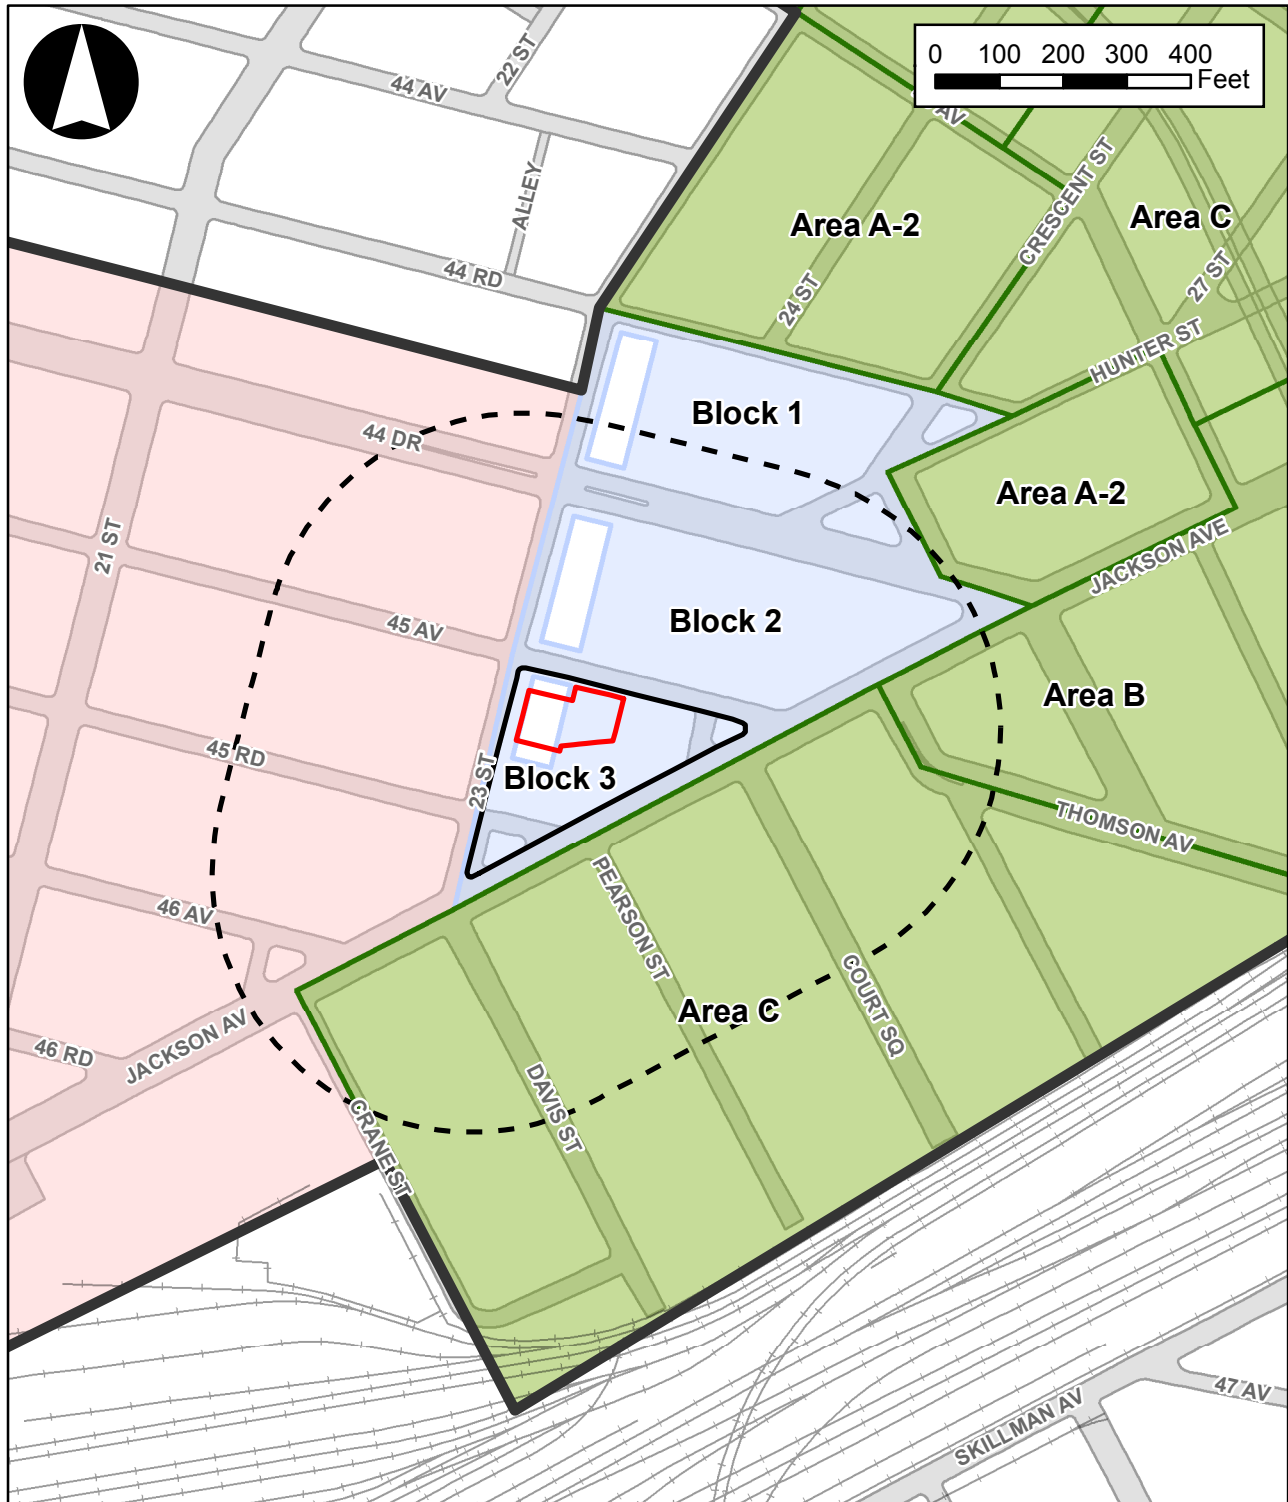 0 100 200 300 400
Feet
22 ST
44 AV
AV
ALLEY
CRESCENT ST
Area A-2
Area C
44 RD
24 ST
27 ST
HUNTER ST
Block 1
44 DR
Area A-2
21 ST
JACKSON AVE
45 AV
Block 2
Area B
45 RD
23 ST
Block 3
THOMSON AV
PEARSON ST
46 AV
COURT SQ
Area C
JACKSON AV
46 RD
DAVIS ST
CRANE ST
47 AV
SKILLMAN AV